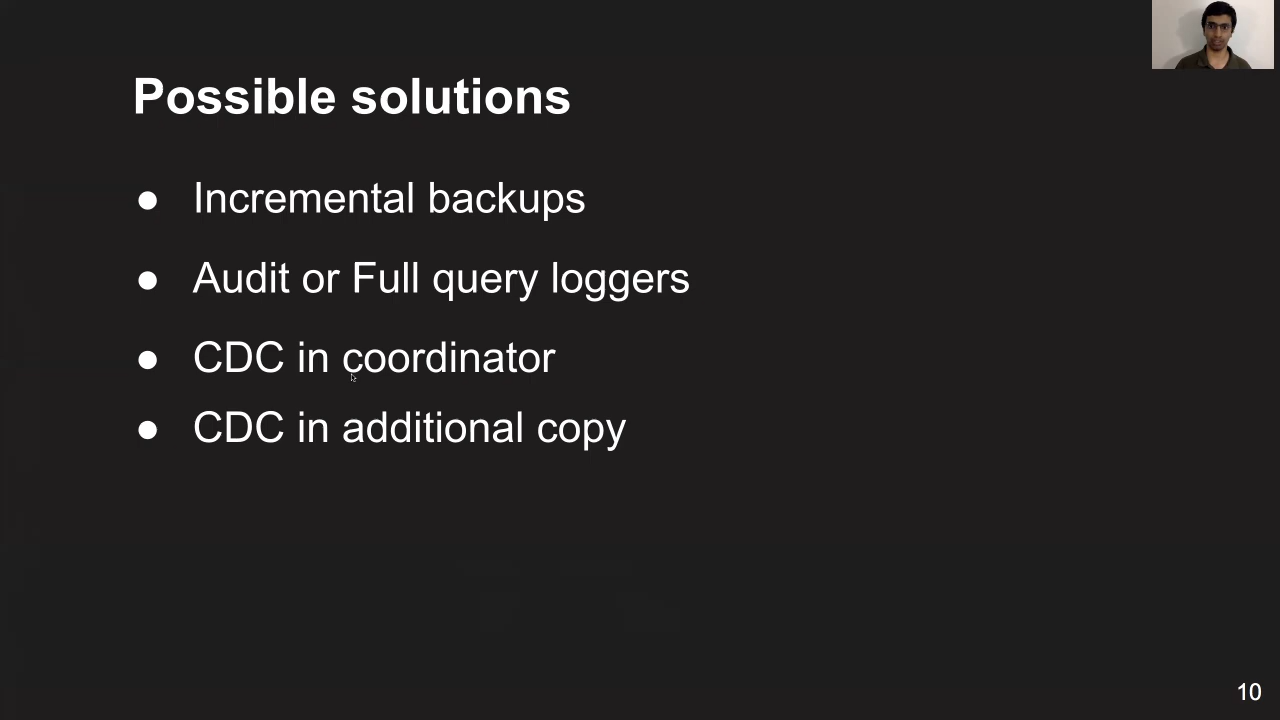 Possible solutions
● Incremental backups
● Audit or Full query loggers
● CDC in coordinator
● CDC in additional copy
10